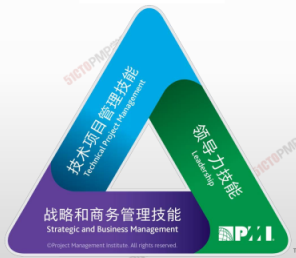 51CTOPMP
技术项目管理技能
Technical Project Management
领导力技能
Leadership
51CTOPMP
战略和商务管理技能
Strategic and Business Management
PMI
©Project Management Institute. All rights reserved.